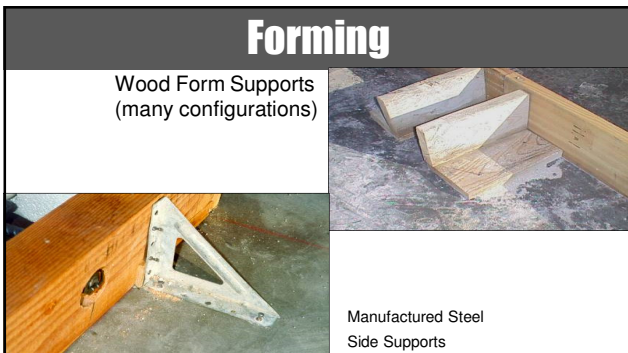 Forming
Wood Form Supports
(many configurations)
Manufactured Steel
Side Supports